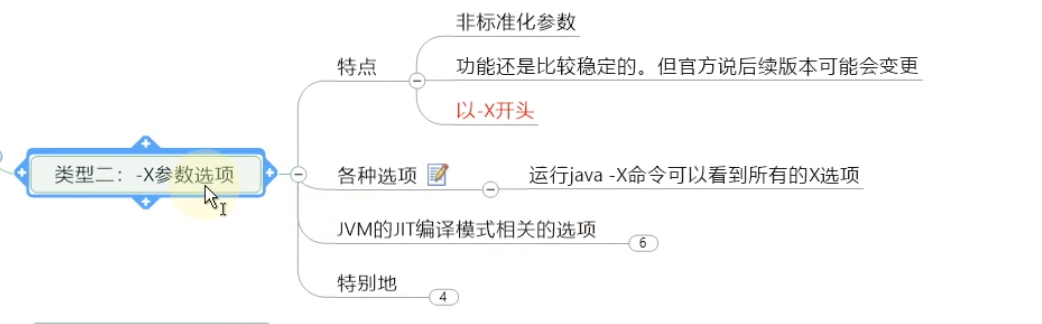 非标准化参数
特点
功能还是比较稳定的。但官方说后续版本可能会变更
以-X开头
类型二：-X参数选项
各种选项
运行java -X命令可以看到所有的X选项
JVM的JIT编译模式相关的选项
6
特别地
4